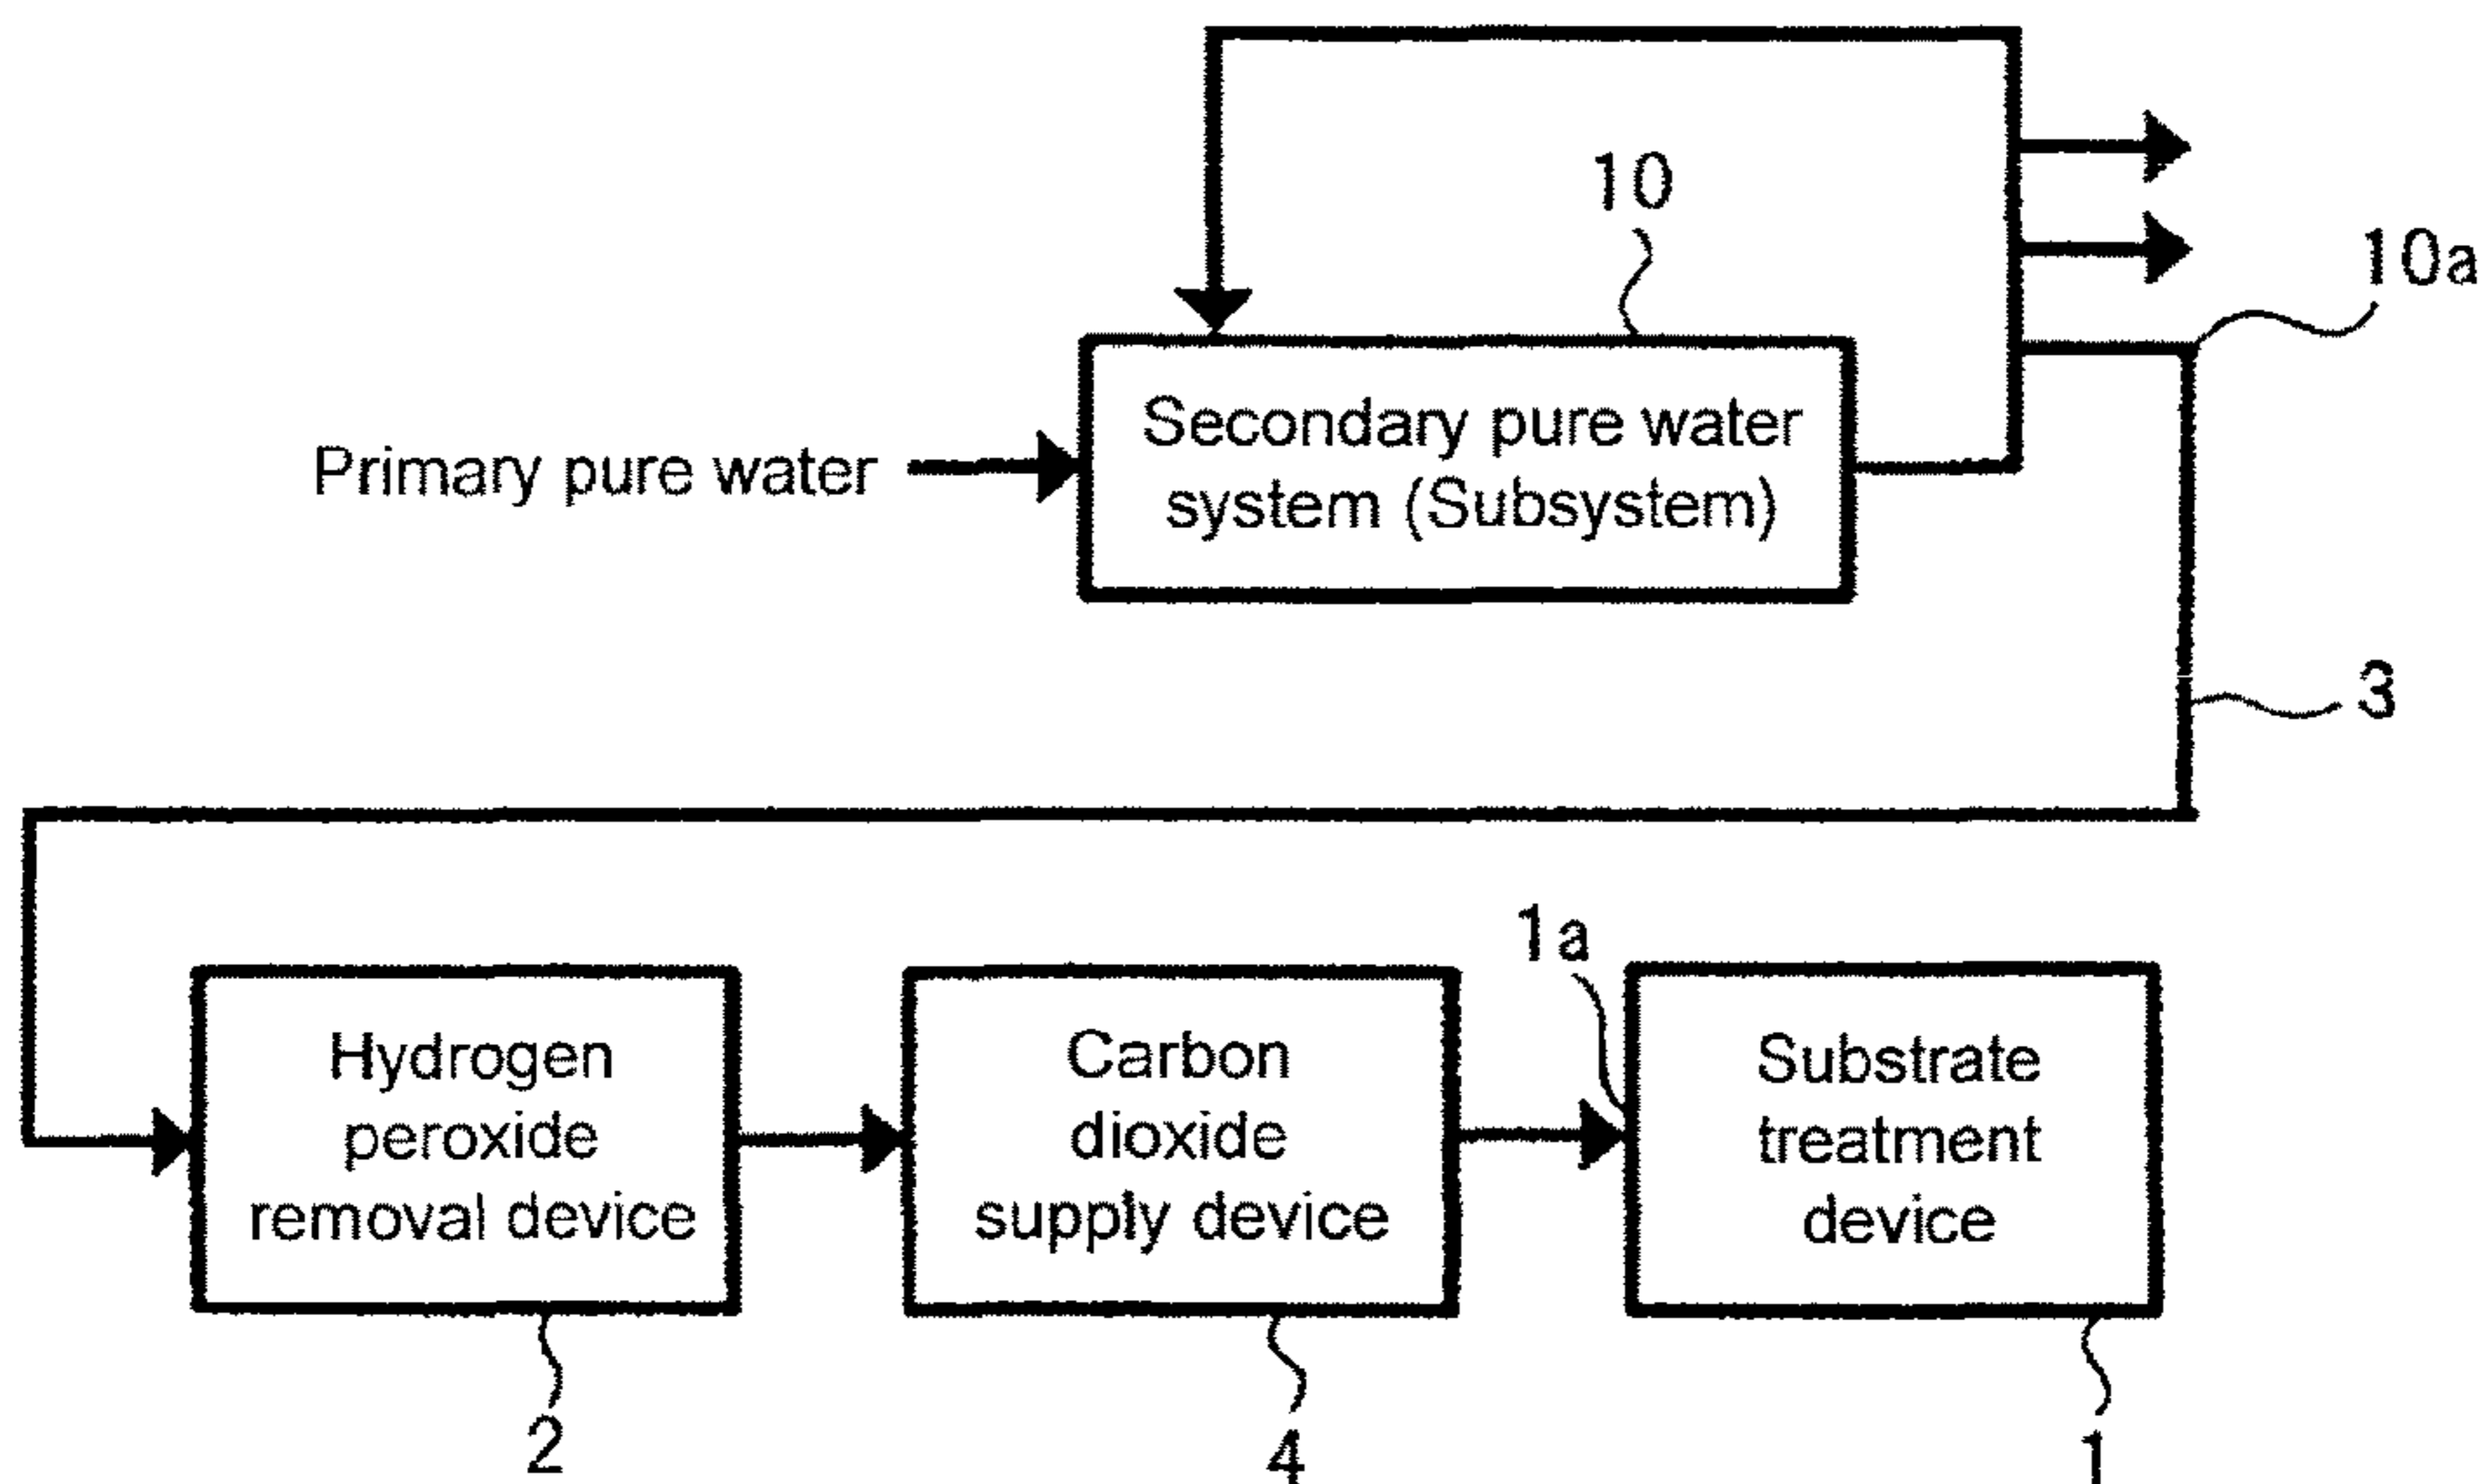 10
10a
Secondary pure water
system (Subsystem)
Primary pure water
3
1a
Hydrogen
peroxide
removal device
Carbon
dioxide
supply device
Substrate
treatment
device
2
4
1